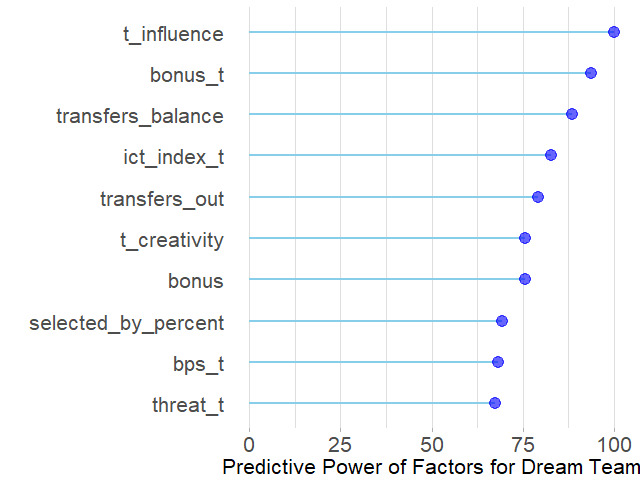 t_influence
bonus_t
transfers_balance
ict_index_t
transfers_out
t_creativity
bonus
selected_by_percent
bps_t
threat_t
0 25 50 75 100
Predictive Power of Factors for Dream Team